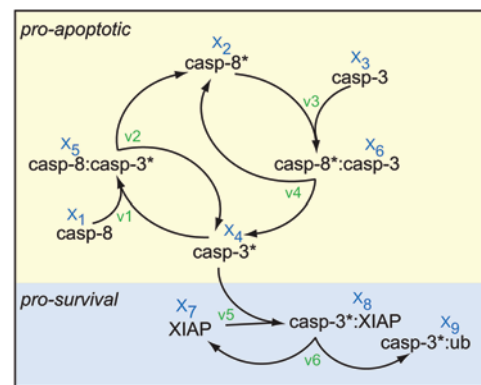 pro-apoptotic
X2
casp-8*
X3
casp-3
v3
v2
X5
casp-8:casp-3*
X6
casp-8*:casp-3
v4
X1
casp-8
v1
X4
casp-3*
pro-survival
X7
XIAP
v5
X8
casp-3*:XIAP
X9
casp-3*:ub
v6